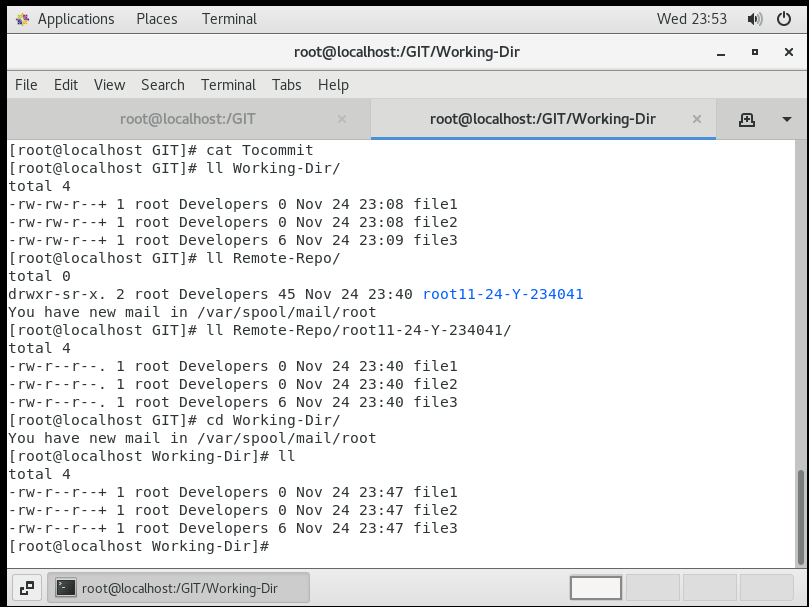 Applications Places Terminal Wed 23:53
root@localhost:/GIT/Working-Dir
File Edit View Search Terminal Tabs Help
root@localhost:/GIT × root@localhost:/GIT/Working-Dir ×
[root@localhost GIT]# cat Tocommit
[root@localhost GIT]# ll Working-Dir/
total 4
-rw-rw-r--+ 1 root Developers 0 Nov 24 23:08 file1
-rw-rw-r--+ 1 root Developers 0 Nov 24 23:08 file2
-rw-rw-r--+ 1 root Developers 6 Nov 24 23:09 file3
[root@localhost GIT]# ll Remote-Repo/
total 0
drwxr-sr-x. 2 root Developers 45 Nov 24 23:40 root11-24-Y-234041
You have new mail in /var/spool/mail/root
[root@localhost GIT]# ll Remote-Repo/root11-24-Y-234041/
total 4
-rw-r--r--. 1 root Developers 0 Nov 24 23:40 file1
-rw-r--r--. 1 root Developers 0 Nov 24 23:40 file2
-rw-r--r--. 1 root Developers 6 Nov 24 23:40 file3
[root@localhost GIT]# cd Working-Dir/
You have new mail in /var/spool/mail/root
[root@localhost Working-Dir]# ll
total 4
-rw-r--r--+ 1 root Developers 0 Nov 24 23:47 file1
-rw-r--r--+ 1 root Developers 0 Nov 24 23:47 file2
-rw-r--r--+ 1 root Developers 6 Nov 24 23:47 file3
[root@localhost Working-Dir]#
root@localhost:/GIT/Working-Dir